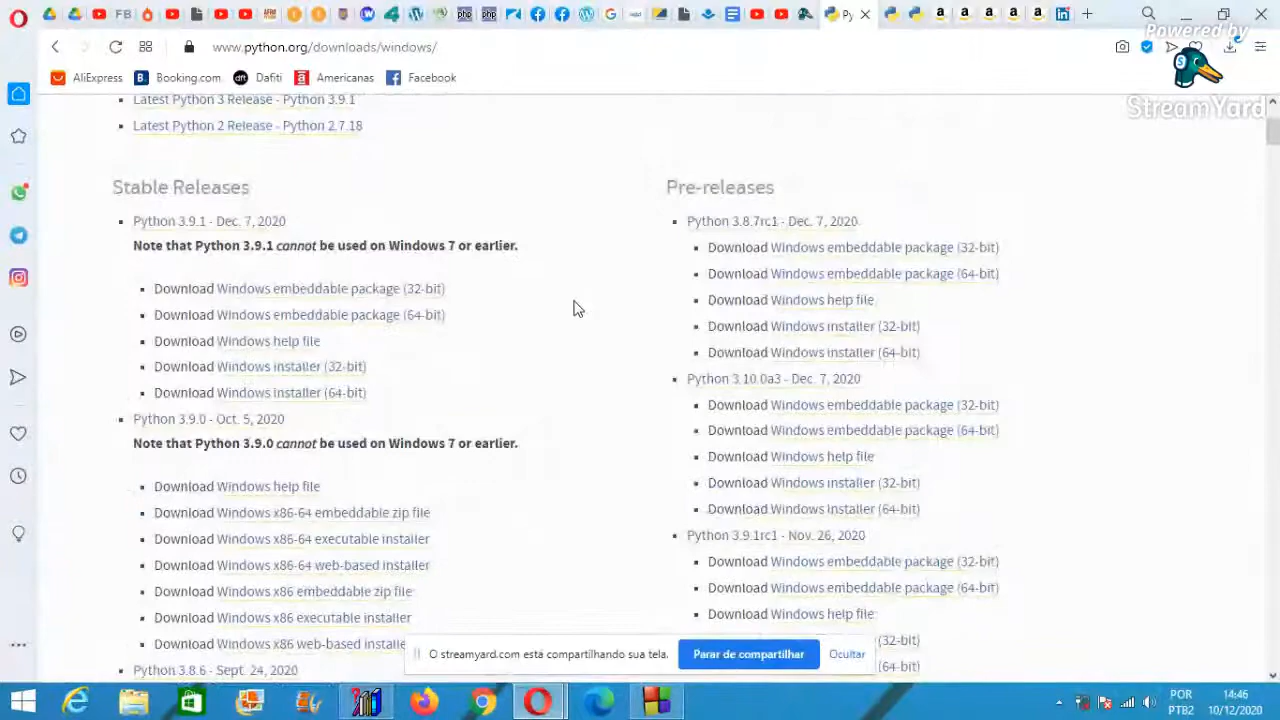 FB
php
php
Py
a
a
a
a
www.python.org/downloads/windows/
Powered by
StreamYard
AliExpress
B Booking.com
dft Dafiti
a Americanas
Facebook
Latest Python 3 Release - Python 3.9.1
Latest Python 2 Release - Python 2.7.18
Stable Releases
Python 3.9.1 - Dec. 7, 2020
Note that Python 3.9.1 cannot be used on Windows 7 or earlier.
Download Windows embeddable package (32-bit)
Download Windows embeddable package (64-bit)
Download Windows help file
Download Windows installer (32-bit)
Download Windows installer (64-bit)
Python 3.9.0 - Oct. 5, 2020
Note that Python 3.9.0 cannot be used on Windows 7 or earlier.
Download Windows help file
Download Windows x86-64 embeddable zip file
Download Windows x86-64 executable installer
Download Windows x86-64 web-based installer
Download Windows x86 embeddable zip file
Download Windows x86 executable installer
Download Windows x86 web-based installe
Python 3.8.6 - Sept. 24, 2020
Pre-releases
Python 3.8.7rc1 - Dec. 7, 2020
Download Windows embeddable package (32-bit)
Download Windows embeddable package (64-bit)
Download Windows help file
Download Windows installer (32-bit)
Download Windows installer (64-bit)
Python 3.10.0a3 - Dec. 7, 2020
Download Windows embeddable package (32-bit)
Download Windows embeddable package (64-bit)
Download Windows help file
Download Windows installer (32-bit)
Download Windows installer (64-bit)
Python 3.9.1rc1 - Nov. 26, 2020
Download Windows embeddable package (32-bit)
Download Windows embeddable package (64-bit)
Download Windows help file
(32-bit)
(64-bit)
O streamyard.com está compartilhando sua tela.
Parar de compartilhar
Ocultar
POR
PTB2
14:46
10/12/2020